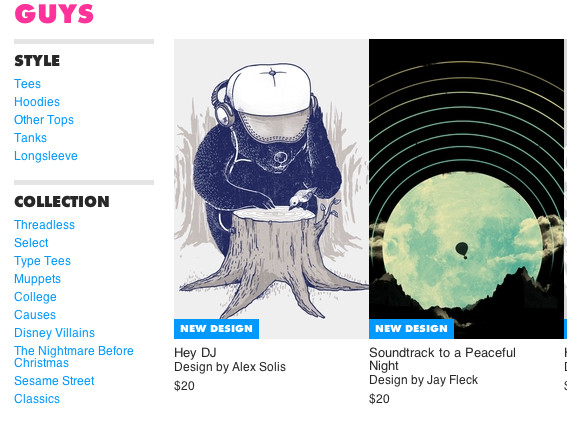 GUYS
STYLE
Tees
Hoodies
Other Tops
Tanks
Longsleeve
COLLECTION
Threadless
Select
Type Tees
Muppets
College
Causes
Disney Villains
The Nightmare Before
Christmas
Sesame Street
Classics
NEW DESIGN
Hey DJ
Design by Alex Solis
$20
NEW DESIGN
Soundtrack to a Peaceful
Night
Design by Jay Fleck
$20